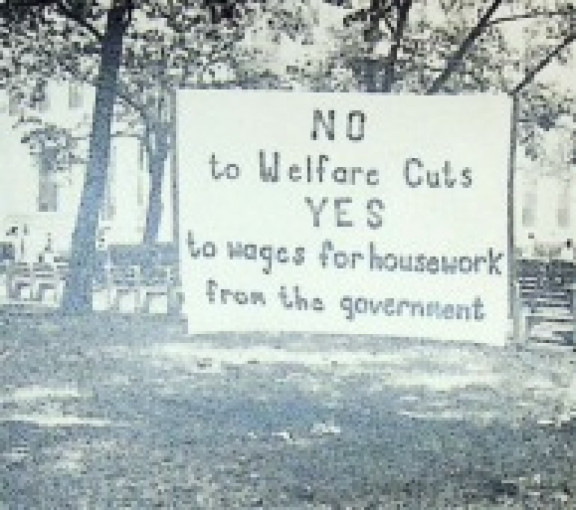 NO
to Welfare Cuts
YES
to wages for housework
from the government